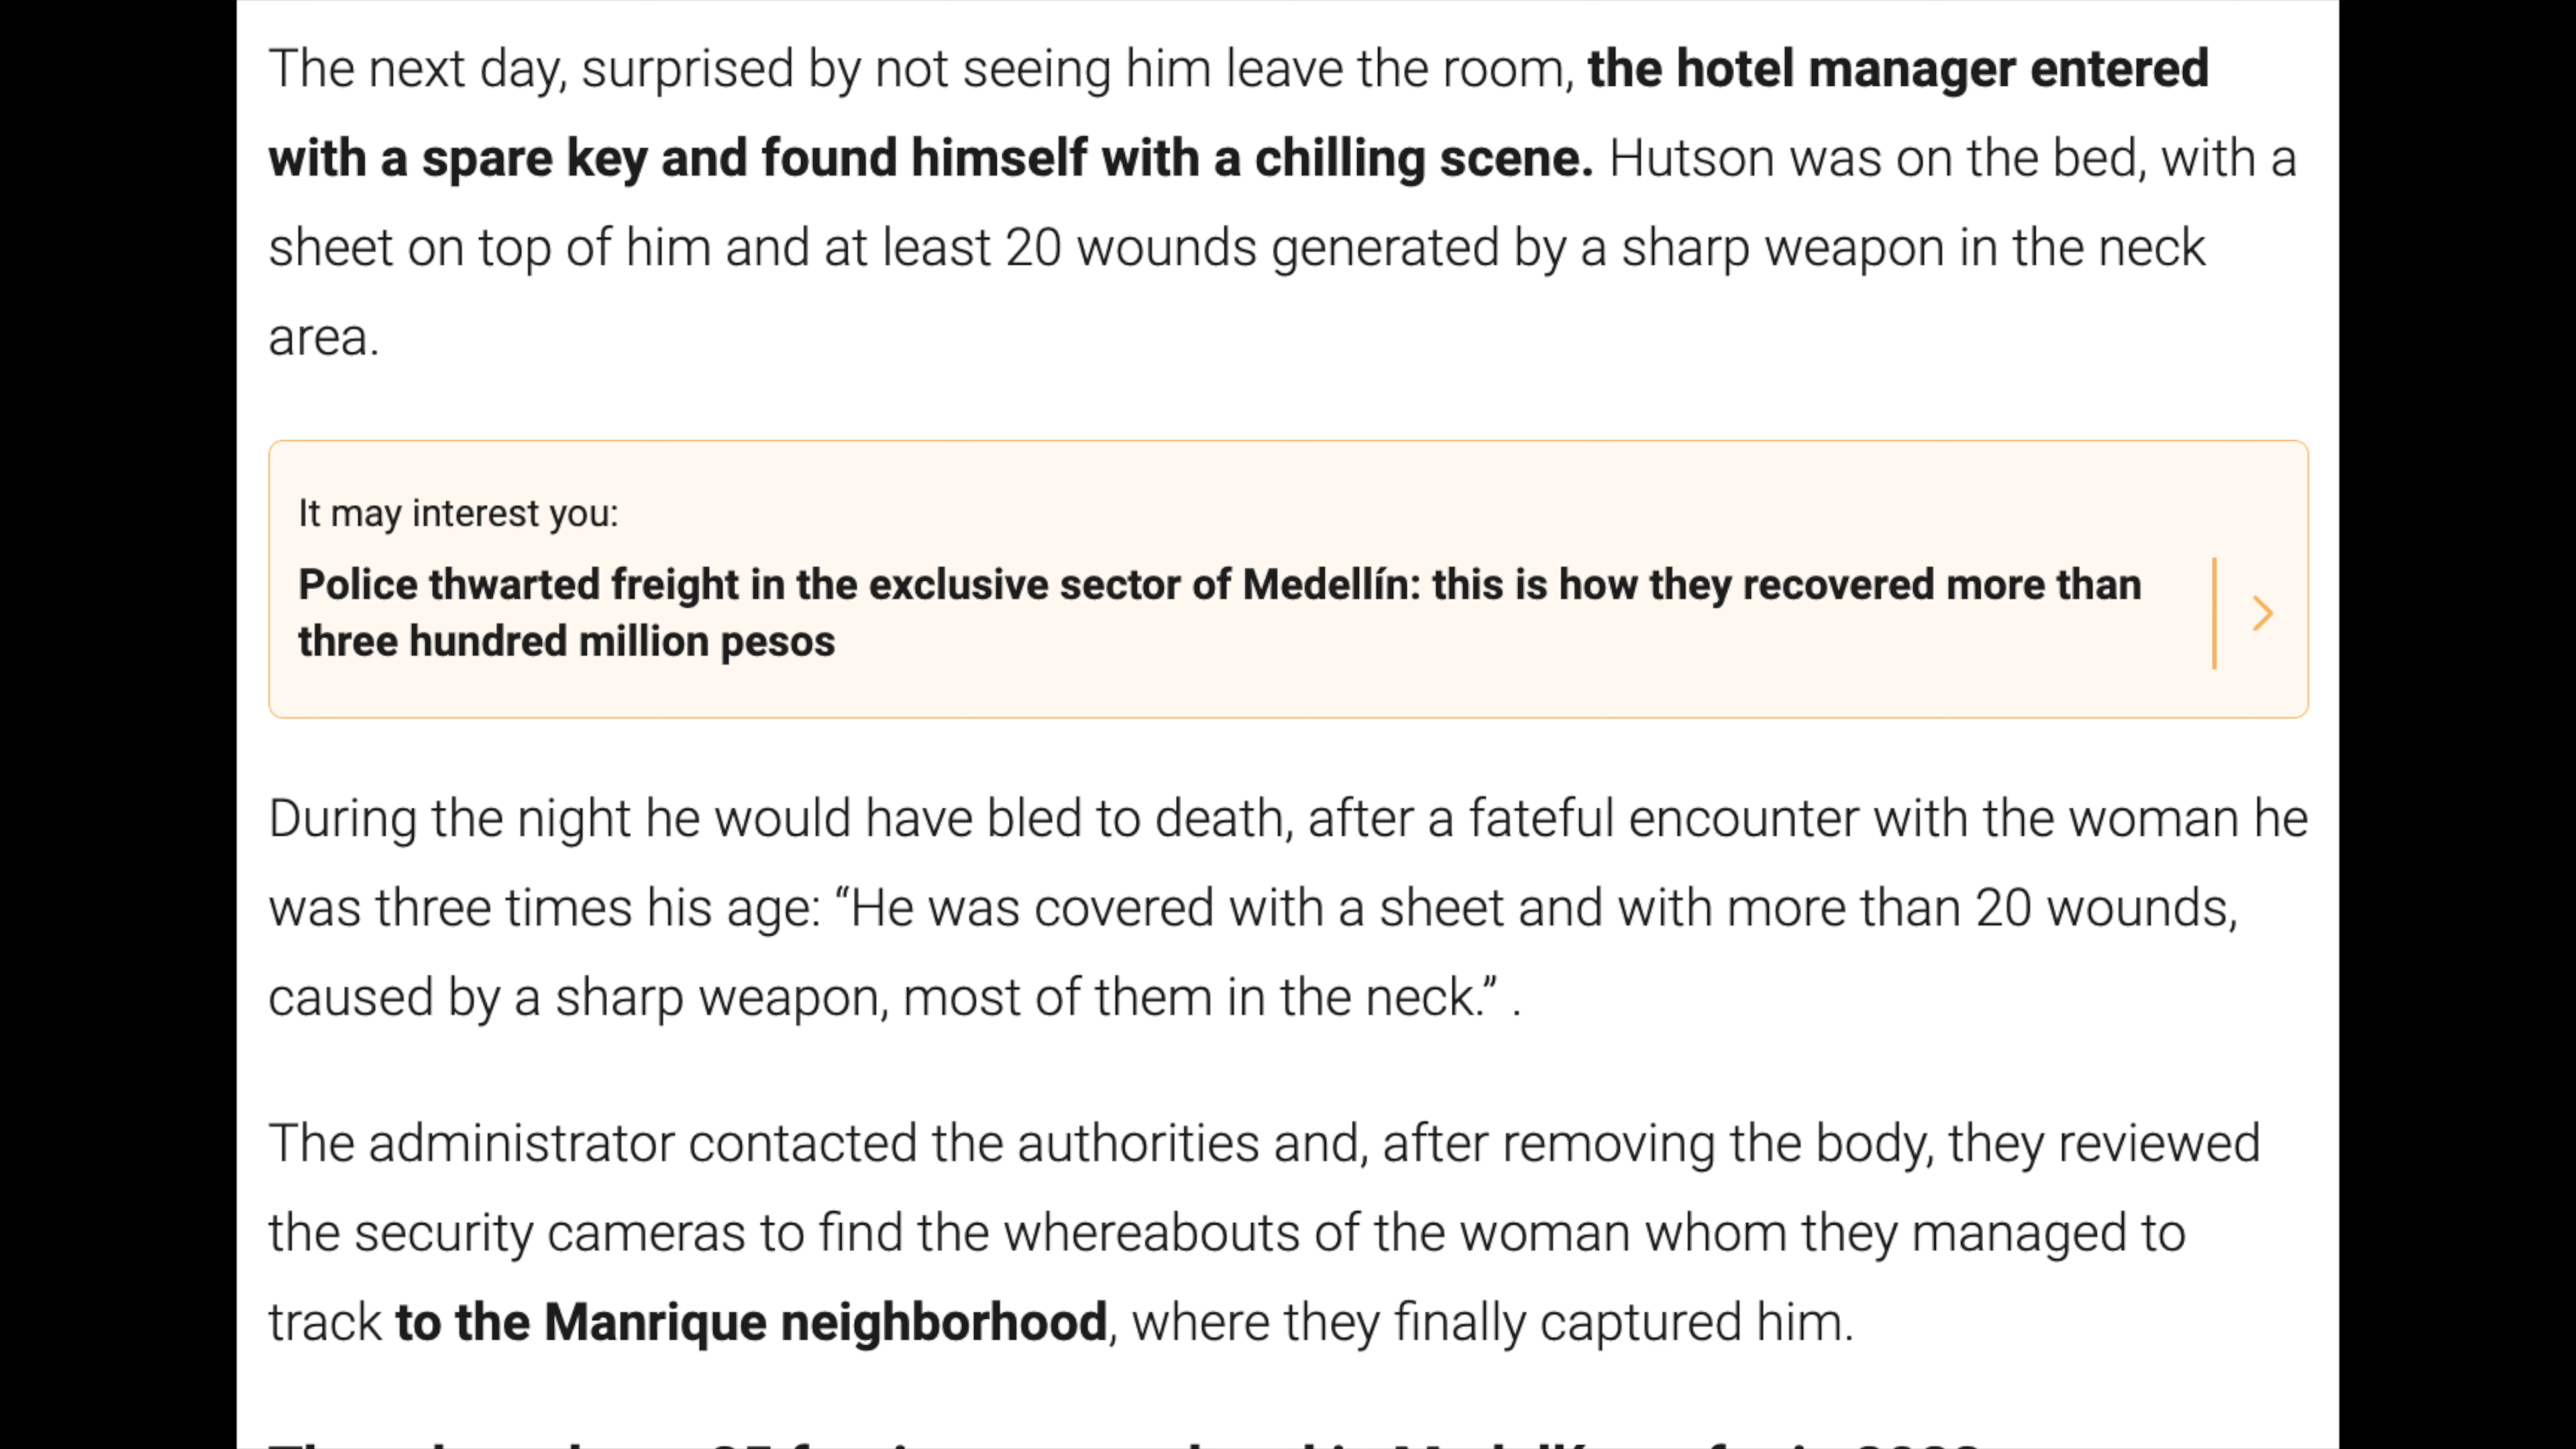 The next day, surprised by not seeing him leave the room, the hotel manager entered
with a spare key and found himself with a chilling scene. Hutson was on the bed, with a
sheet on top of him and at least 20 wounds generated by a sharp weapon in the neck
area.
It may interest you:
Police thwarted freight in the exclusive sector of Medellín: this is how they recovered more than
three hundred million pesos
During the night he would have bled to death, after a fateful encounter with the woman he
was three times his age: “He was covered with a sheet and with more than 20 wounds,
caused by a sharp weapon, most of them in the neck.” .
The administrator contacted the authorities and, after removing the body, they reviewed
the security cameras to find the whereabouts of the woman whom they managed to
track to the Manrique neighborhood, where they finally captured him.